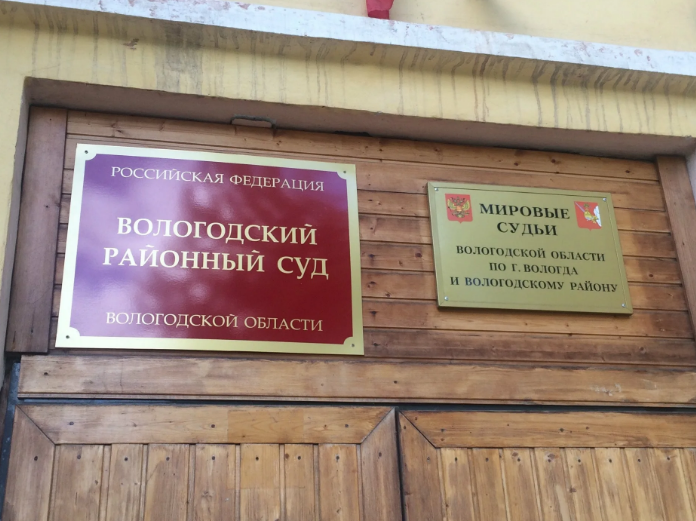 РОССИЙСКАЯ ФЕДЕРАЦИЯ
ВОЛОГОДСКИЙ
РАЙОННЫЙ СУД
ВОЛОГОДСКОЙ ОБЛАСТИ
МИРОВЫЕ
СУДЬИ
ВОЛОГОДСКОЙ ОБЛАСТИ
ПО Г. ВОЛОГДА
И ВОЛОГОДСКОМУ РАЙОНУ